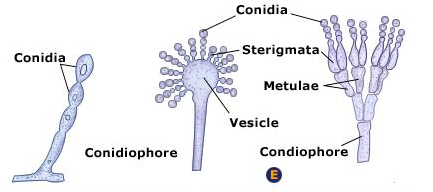 Conidia
Conidia
Sterigmata
Metulae
Vesicle
Conidiophore
Condiophore
E